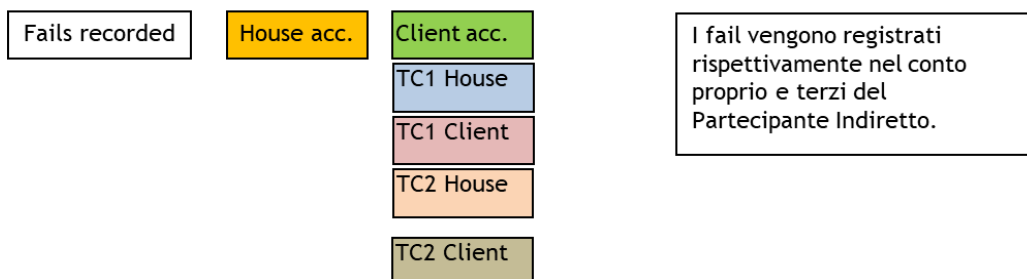 Fails recorded
House acc.
Client acc.
TC1 House
TC1 Client
TC2 House
TC2 Client
I fail vengono registrati
rispettivamente nel conto
proprio e terzi del
Partecipante Indiretto.